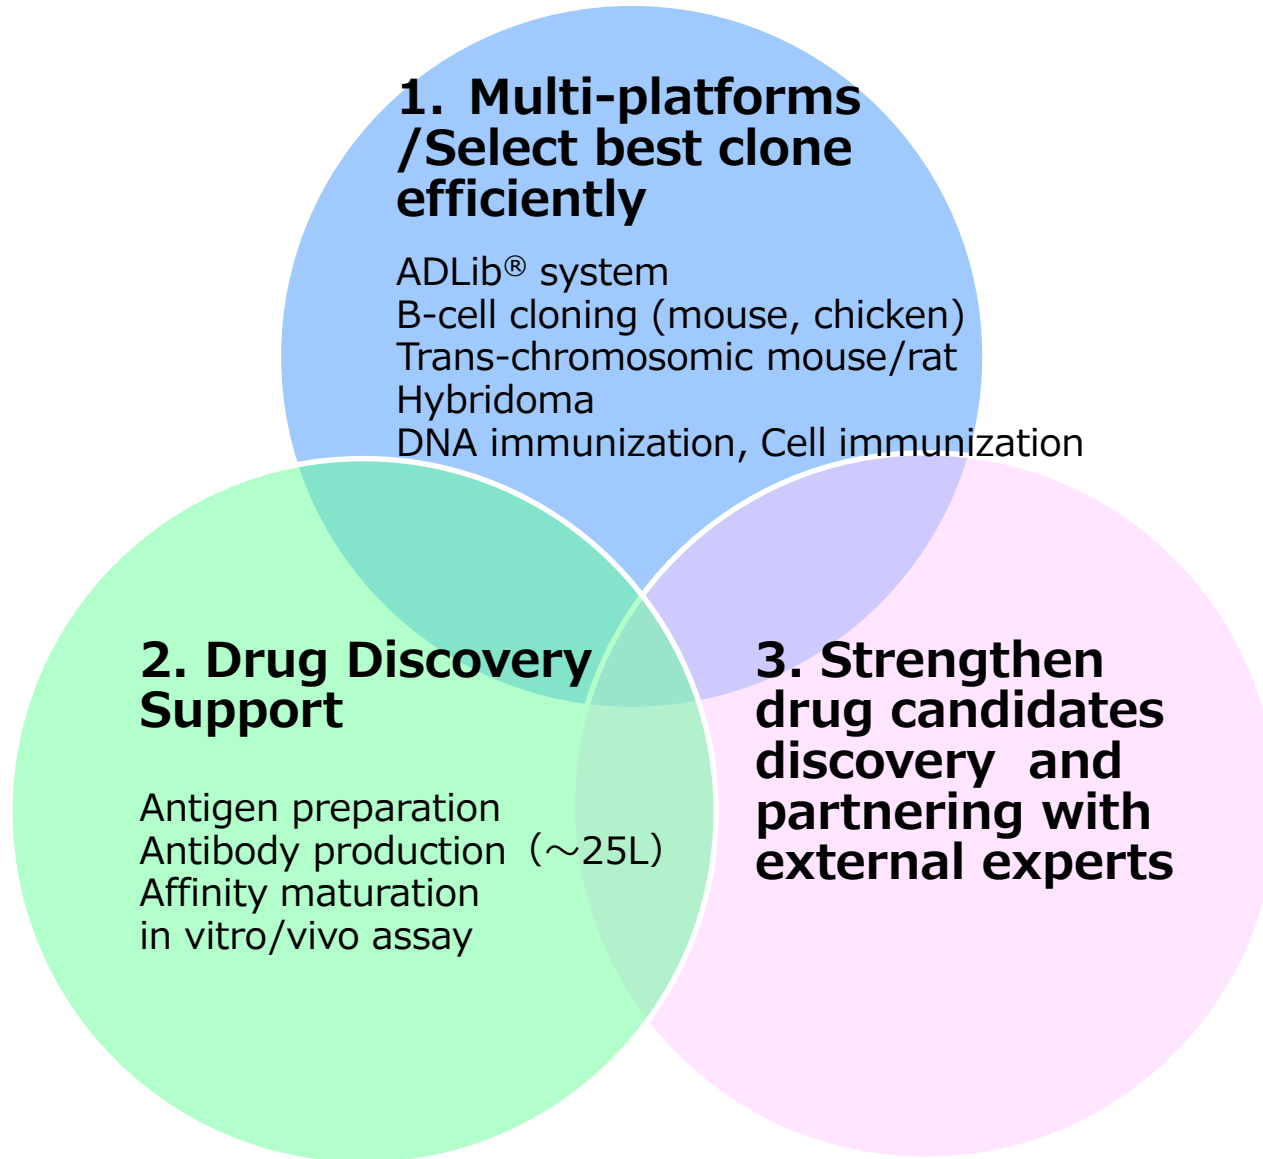 1. Multi-platforms
/Select best clone
efficiently
ADLib® system
B-cell cloning (mouse, chicken)
Trans-chromosomic mouse/rat
Hybridoma
DNA immunization, Cell immunization
2. Drug Discovery
Support
Antigen preparation
Antibody production（～25L）
Affinity maturation
in vitro/vivo assay
3. Strengthen
drug candidates
discovery  and
partnering with
external experts